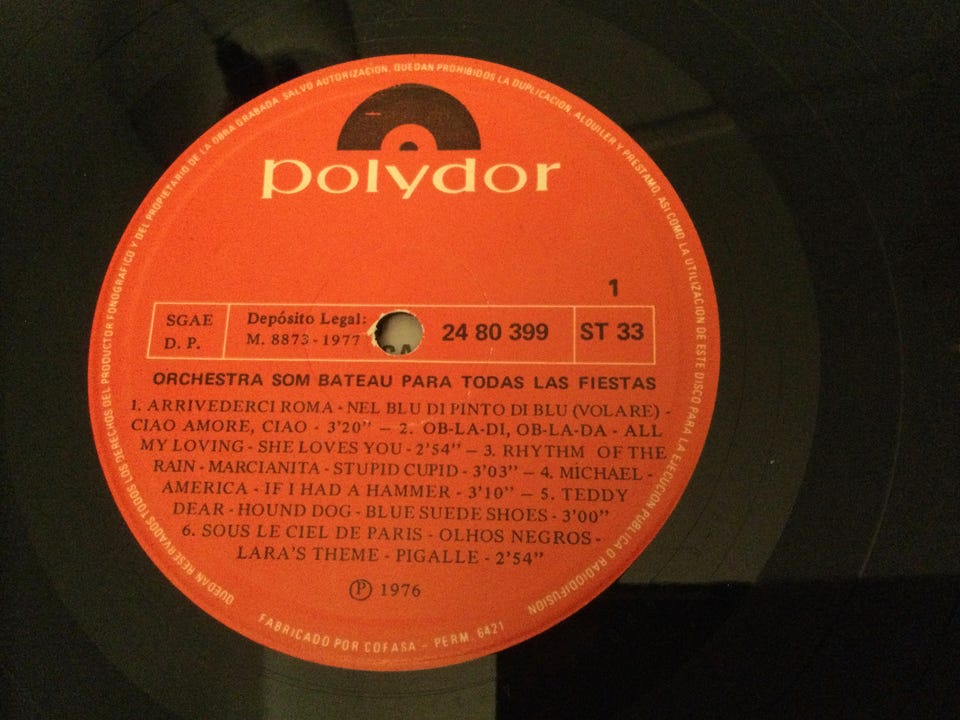 QUEDAN RESERVADOS TODOS LOS DERECHOS DEL PRODUCTOR FONOGRAFICO Y DEL PROPIETARIO DE LA OBRA GRABADA SALVO AUTORIZACION. QUEDAN PROHIBIDOS LA DUPLICACION, ALQUILER Y PRESTAMO, ASI COMO LA UTILIZACION DE ESTE DISCO PARA LA EJECUCION PUBLICA O RADIODIFUSION
polydor
1
SGAE
D. P.
Depósito Legal:
M. 8873-1977
24 80 399
ST 33
ORCHESTRA SOM BATEAU PARA TODAS LAS FIESTAS
1. ARRIVEDERCI ROMA - NEL BLU DI PINTO DI BLU (VOLARE) -
CIAO AMORE, CIAO - 3'20" — 2. OB-LA-DI, OB-LA-DA - ALL
MY LOVING - SHE LOVES YOU - 2'54" — 3. RHYTHM OF THE
RAIN - MARCIANITA - STUPID CUPID - 3'03" — 4. MICHAEL -
AMERICA - IF I HAD A HAMMER - 3'10" — 5. TEDDY
DEAR - HOUND DOG - BLUE SUEDE SHOES - 3'00"
6. SOUS LE CIEL DE PARIS - OLHOS NEGROS -
LARA'S THEME - PIGALLE - 2'54"
Ⓟ 1976
FABRICADO POR COFASA - PERM. 6421